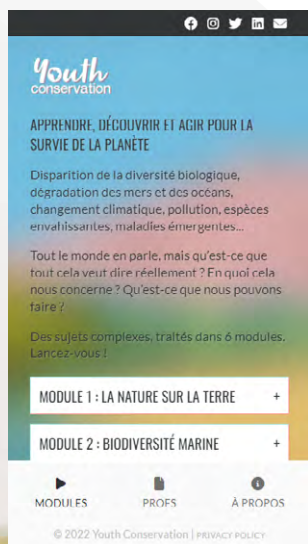 Youth
conservation
APPRENDRE, DÉCOUVRIR ET AGIR POUR LA
SURVIE DE LA PLANÈTE
Disparition de la diversité biologique,
dégradation des mers et des océans,
changement climatique, pollution, espèces
envahissantes, maladies émergentes...
Tout le monde en parle, mais qu'est-ce que
tout cela veut dire réellement ? En quoi cela
nous concerne ? Qu'est-ce que nous pouvons
faire ?
Des sujets complexes, traités dans 6 modules.
Lancez-vous !
MODULE 1 : LA NATURE SUR LA TERRE +
MODULE 2 : BIODIVERSITÉ MARINE +
MODULES PROFS À PROPOS
© 2022 Youth Conservation | PRIVACY POLICY